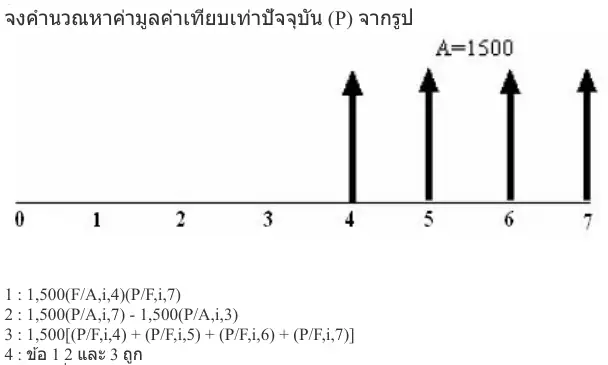 จงคำนวณหาค่ามูลค่าเทียบเท่าปัจจุบัน (P) จากรูป
A=1500
0 1 2 3 4 5 6 7
1 : 1,500(F/A,i,4)(P/F,i,7)
2 : 1,500(P/A,i,7) - 1,500(P/A,i,3)
3 : 1,500[(P/F,i,4) + (P/F,i,5) + (P/F,i,6) + (P/F,i,7)]
4 : ข้อ 1 2 และ 3 ถูก